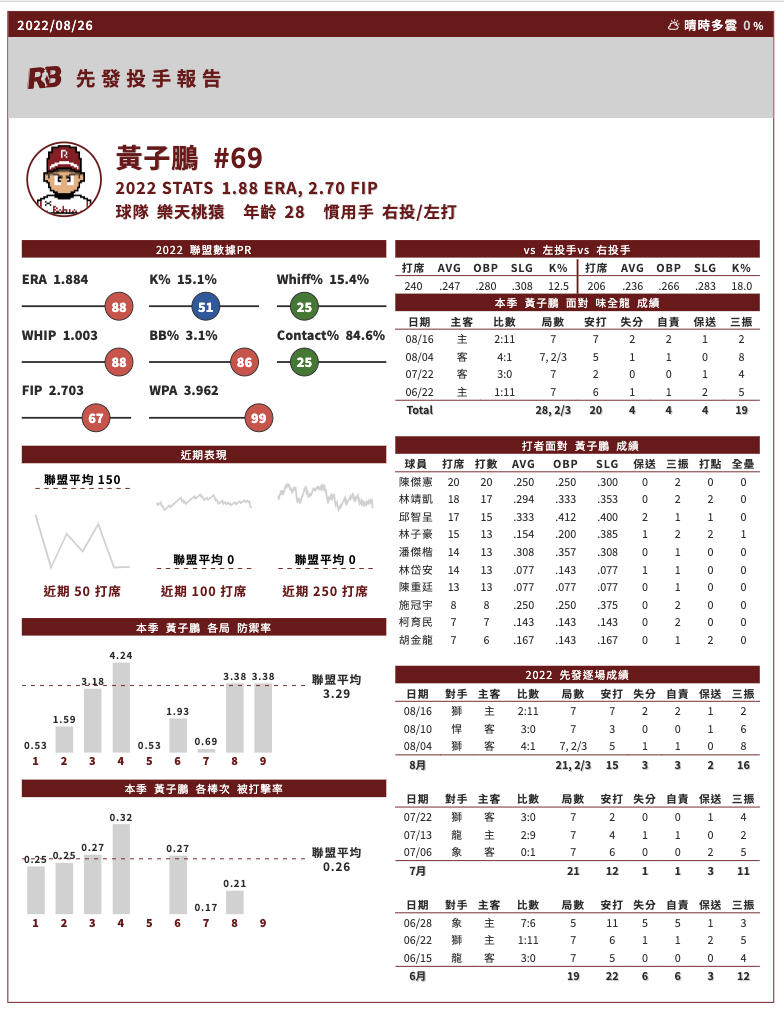 2022/08/26 晴時多雲 0 %
RB 先發投手報告
黃子鵬 #69
2022 STATS 1.88 ERA, 2.70 FIP
球隊 樂天桃猿 年齡 28 慣用手 右投/左打
2022 聯盟數據PR
ERA 1.884 K% 15.1% Whiff% 15.4%
88 51 25
WHIP 1.003 BB% 3.1% Contact% 84.6%
88 86 25
FIP 2.703 WPA 3.962
67 99
近期表現
聯盟平均 150
聯盟平均 0 聯盟平均 0
近期 50 打席 近期 100 打席 近期 250 打席
本季 黃子鵬 各局 防禦率
0.53 1.59 3.18 4.24 0.53 1.93 0.69 3.38 3.38
聯盟平均
3.29
1 2 3 4 5 6 7 8 9
本季 黃子鵬 各棒次 被打擊率
0.25 0.25 0.27 0.32 0.27 0.17 0.21
聯盟平均
0.26
1 2 3 4 5 6 7 8 9
vs 左投手vs 右投手
打席 AVG OBP SLG K% 打席 AVG OBP SLG K%
240 .247 .280 .308 12.5 206 .236 .266 .283 18.0
本季 黃子鵬 面對 味全龍 成績
日期 主客 比數 局數 安打 失分 自責 保送 三振
08/16 主 2:11 7 7 2 2 1 2
08/04 客 4:1 7, 2/3 5 1 1 0 8
07/22 客 3:0 7 2 0 0 1 4
06/22 主 1:11 7 6 1 1 2 5
Total 28, 2/3 20 4 4 4 19
打者面對 黃子鵬 成績
球員 打席 打數 AVG OBP SLG 保送 三振 打點 全壘
陳傑憲 20 20 .250 .250 .300 0 2 0 0
林靖凱 18 17 .294 .333 .353 0 2 2 0
邱智呈 17 15 .333 .412 .400 2 1 1 0
林子豪 15 13 .154 .200 .385 1 2 2 1
潘傑楷 14 13 .308 .357 .308 0 1 0 0
林岱安 14 13 .077 .143 .077 1 1 0 0
陳重廷 13 13 .077 .077 .077 0 1 0 0
施冠宇 8 8 .250 .250 .375 0 2 0 0
柯育民 7 7 .143 .143 .143 0 2 0 0
胡金龍 7 6 .167 .143 .167 0 1 2 0
2022 先發逐場成績
日期 對手 主客 比數 局數 安打 失分 自責 保送 三振
08/16 獅 主 2:11 7 7 2 2 1 2
08/10 悍 客 3:0 7 3 0 0 1 6
08/04 獅 客 4:1 7, 2/3 5 1 1 0 8
8月 21, 2/3 15 3 3 2 16
日期 對手 主客 比數 局數 安打 失分 自責 保送 三振
07/22 獅 客 3:0 7 2 0 0 1 4
07/13 龍 主 2:9 7 4 1 1 0 2
07/06 象 客 0:1 7 6 0 0 2 5
7月 21 12 1 1 3 11
日期 對手 主客 比數 局數 安打 失分 自責 保送 三振
06/28 象 主 7:6 5 11 5 5 1 3
06/22 獅 主 1:11 7 6 1 1 2 5
06/15 龍 客 3:0 7 5 0 0 0 4
6月 19 22 6 6 3 12